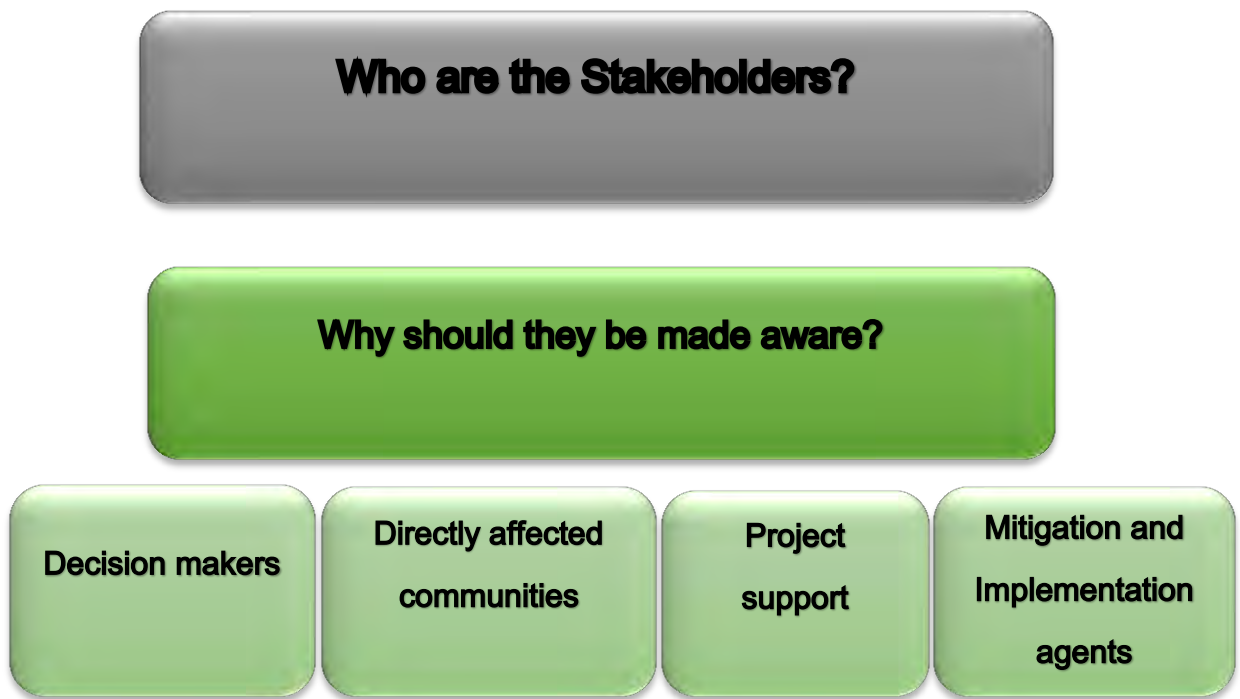 Who are the Stakeholders?
Why should they be made aware?
Decision makers
Directly affected
communities
Project
support
Mitigation and
Implementation
agents